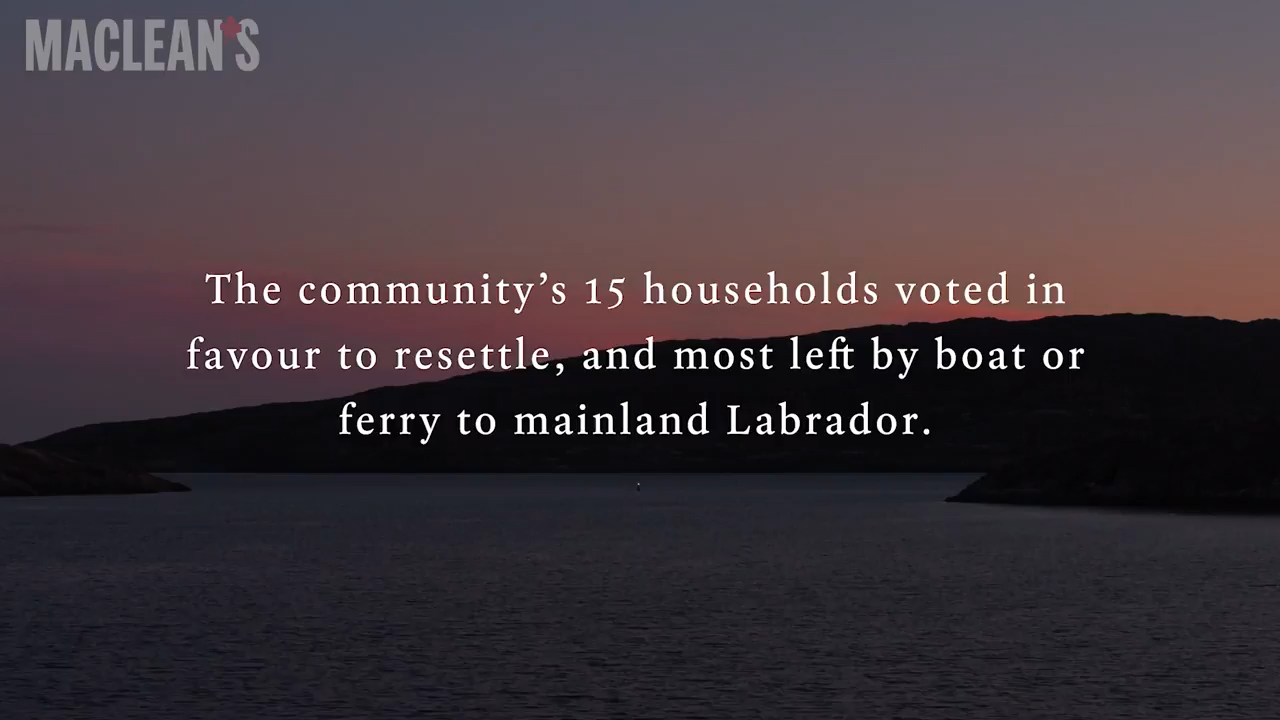 MACLEAN'S
The community’s 15 households voted in
favour to resettle, and most left by boat or
ferry to mainland Labrador.